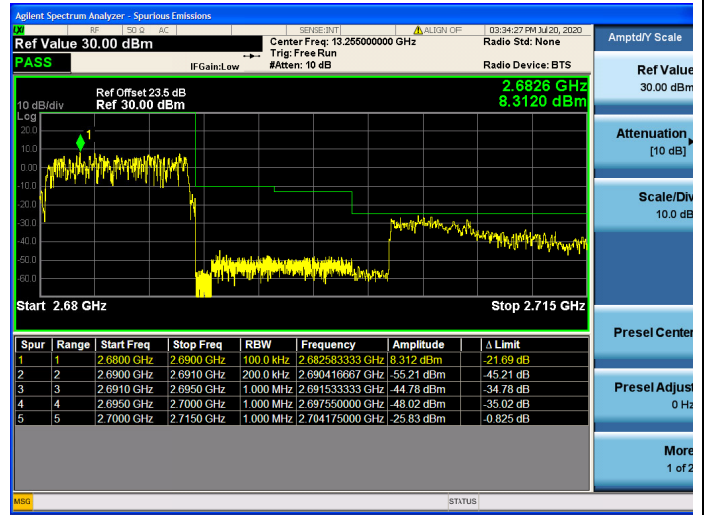 Agilent Spectrum Analyzer - Spurious Emissions
LXI RF 50 Ω AC SENSE:INT ALIGN OFF 03:34:27 PM Jul 20, 2020
Ref Value 30.00 dBm Center Freq: 13.255000000 GHz Radio Std: None
Trig: Free Run
PASS IFGain:Low #Atten: 10 dB Radio Device: BTS
Ref Offset 23.5 dB 2.6826 GHz
10 dB/div Ref 30.00 dBm 8.3120 dBm
Log
20.0
1
10.0
0.00
-10.0
-20.0
-30.0
-40.0
-50.0
-60.0
Start 2.68 GHz Stop 2.715 GHz
Spur Range Start Freq Stop Freq RBW Frequency Amplitude Δ Limit
1 1 2.6800 GHz 2.6900 GHz 100.0 kHz 2.682583333 GHz 8.312 dBm -21.69 dB
2 2 2.6900 GHz 2.6910 GHz 200.0 kHz 2.690416667 GHz -55.21 dBm -45.21 dB
3 3 2.6910 GHz 2.6950 GHz 1.000 MHz 2.691533333 GHz -44.78 dBm -34.78 dB
4 4 2.6950 GHz 2.7000 GHz 1.000 MHz 2.697550000 GHz -48.02 dBm -35.02 dB
5 5 2.7000 GHz 2.7150 GHz 1.000 MHz 2.704175000 GHz -25.83 dBm -0.825 dB
MSG STATUS
Amptd/Y Scale
Ref Value
30.00 dBm
Attenuation
[10 dB]
Scale/Div
10.0 dB
Presel Center
Presel Adjust
0 Hz
More
1 of 2